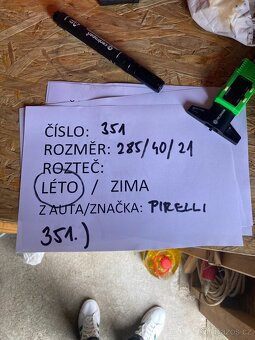 ČÍSLO: 351
ROZMĚR: 285/40/21
ROZTEČ:
LÉTO / ZIMA
Z AUTA/ZNAČKA: PIRELLI
351.)